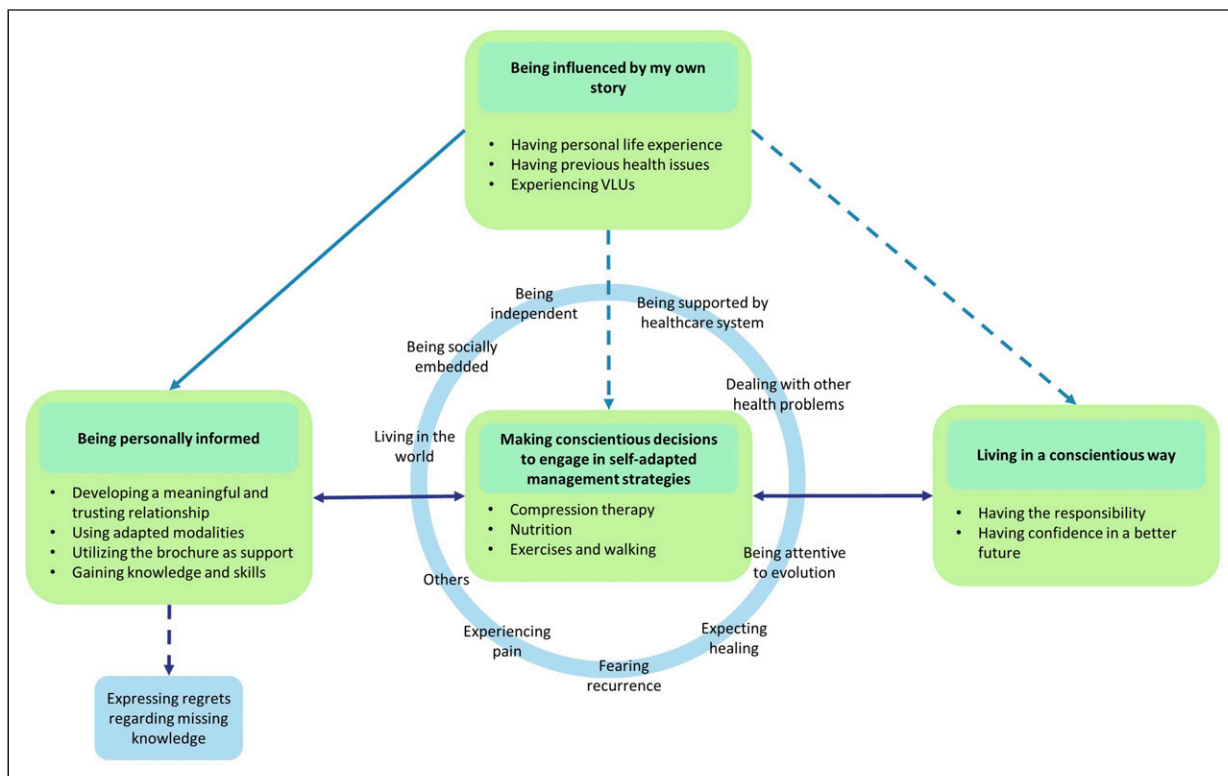 Being influenced by my own
story
• Having personal life experience
• Having previous health issues
• Experiencing VLUs
Being
independent
Being supported by
healthcare system
Being socially
embedded
Dealing with other
health problems
Living in the
world
Being personally informed
• Developing a meaningful and
trusting relationship
• Using adapted modalities
• Utilizing the brochure as support
• Gaining knowledge and skills
Making conscientious decisions
to engage in self-adapted
management strategies
• Compression therapy
• Nutrition
• Exercises and walking
Living in a conscientious way
• Having the responsibility
• Having confidence in a better
future
Others
Being attentive
to evolution
Experiencing
pain
Expecting
healing
Fearing
recurrence
Expressing regrets
regarding missing
knowledge